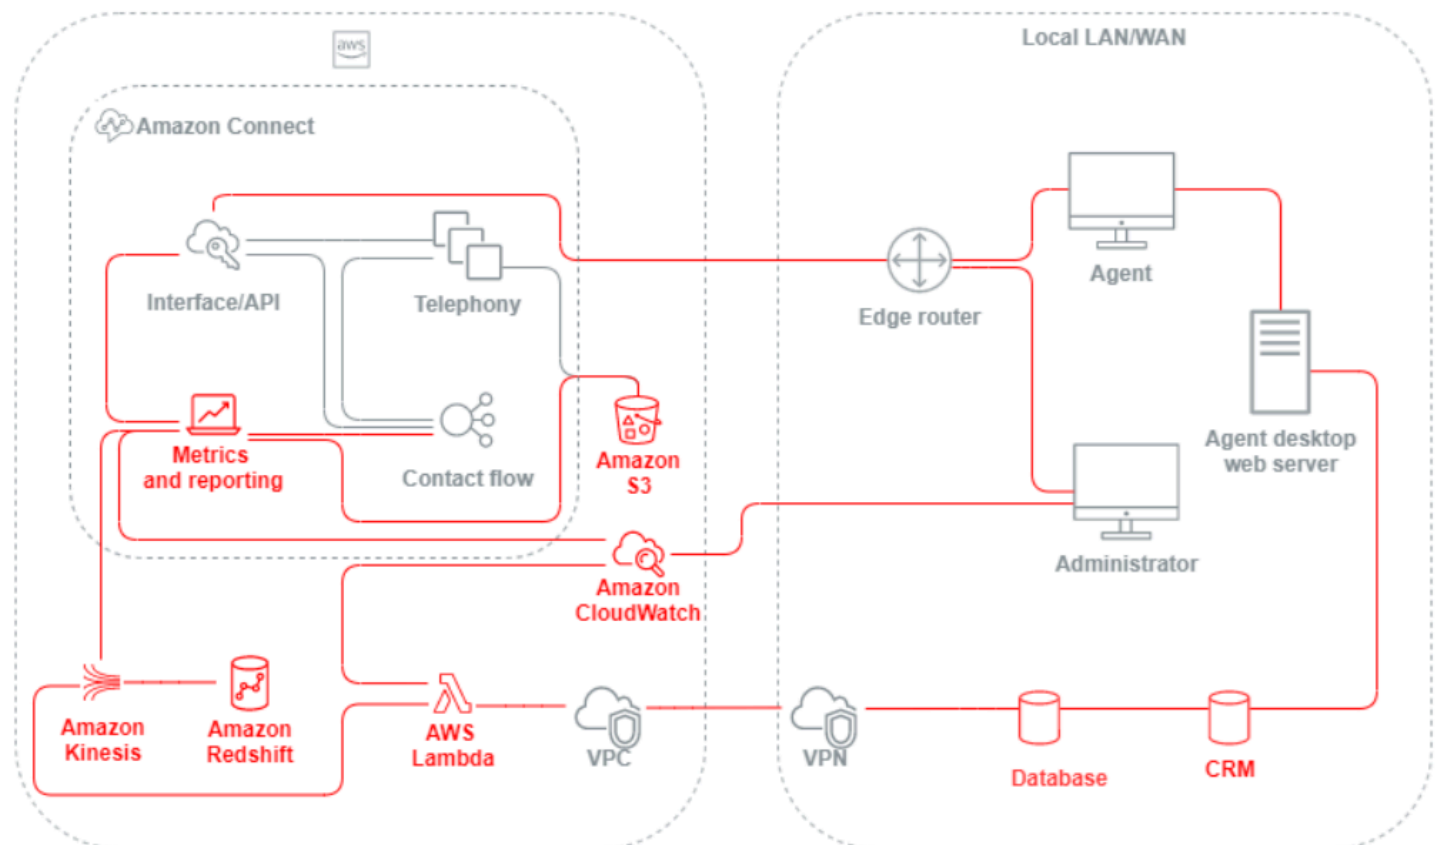 aws
Local LAN/WAN
Amazon Connect
Interface/API
Telephony
Edge router
Agent
Metrics
and reporting
Contact flow
Amazon
S3
Agent desktop
web server
Administrator
Amazon
CloudWatch
Amazon
Kinesis
Amazon
Redshift
AWS
Lambda
VPC
VPN
Database
CRM